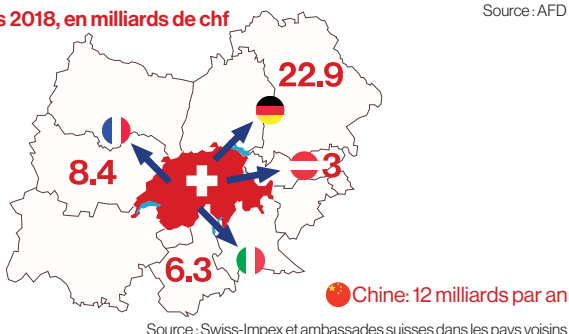 s 2018, en milliards de chf
Source : AFD
22.9
8.4
3
6.3
Chine: 12 milliards par an
Source : Swiss-Impex et ambassades suisses dans les pays voisins